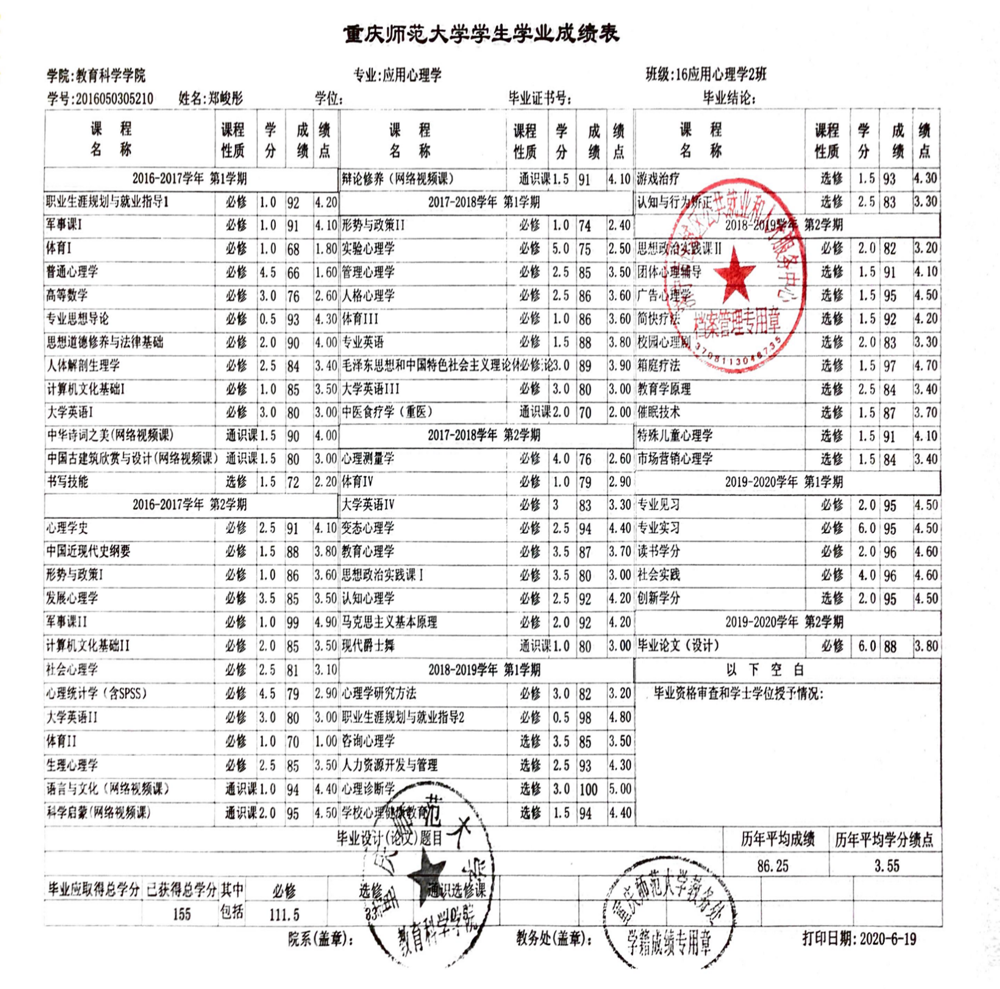 重庆师范大学学生学业成绩表
学院:教育科学学院 专业:应用心理学 班级:16应用心理学2班
学号:2016050305210 姓名:郑峻彤 学位: 毕业证书号: 毕业结论:
课程名称 课程性质 学分 成绩 绩点
2016-2017学年 第1学期
职业生涯规划与就业指导1 必修 1.0 92 4.20
军事课I 必修 1.0 91 4.10
体育I 必修 1.0 68 1.80
普通心理学 必修 4.5 66 1.60
高等数学 必修 3.0 76 2.60
专业思想导论 必修 0.5 93 4.30
思想道德修养与法律基础 必修 2.0 90 4.00
人体解剖生理学 必修 2.5 84 3.40
计算机文化基础I 必修 1.0 85 3.50
大学英语I 必修 3.0 80 3.00
中华诗词之美(网络视频课) 通识课 1.5 90 4.00
中国古建筑欣赏与设计(网络视频课) 通识课 1.5 80 3.00
书写技能 选修 1.5 72 2.20
2016-2017学年 第2学期
心理学史 必修 2.5 91 4.10
中国近现代史纲要 必修 1.5 88 3.80
形势与政策I 必修 1.0 86 3.60
发展心理学 必修 3.5 85 3.50
军事课II 必修 1.0 99 4.90
计算机文化基础II 必修 2.0 85 3.50
社会心理学 必修 2.5 81 3.10
心理统计学（含SPSS） 必修 4.5 79 2.90
大学英语II 必修 3.0 80 3.00
体育II 必修 1.0 70 1.00
生理心理学 必修 2.5 85 3.50
语言与文化（网络视频课） 通识课 1.0 94 4.40
科学启蒙(网络视频课) 通识课 2.0 95 4.50
课程名称 课程性质 学分 成绩 绩点
辩论修养（网络视频课） 通识课 1.5 91 4.10
2017-2018学年 第1学期
形势与政策II 必修 1.0 74 2.40
实验心理学 必修 5.0 75 2.50
管理心理学 必修 2.5 85 3.50
人格心理学 必修 2.5 86 3.60
体育III 必修 1.0 86 3.60
专业英语 必修 1.5 88 3.80
毛泽东思想和中国特色社会主义理论体 必修 论 3.0 89 3.90
大学英语III 必修 3.0 80 3.00
中医食疗学（重医） 通识课 2.0 70 2.00
2017-2018学年 第2学期
心理测量学 必修 4.0 76 2.60
体育IV 必修 1.0 79 2.90
大学英语IV 必修 3 83 3.30
变态心理学 必修 2.5 94 4.40
教育心理学 必修 3.5 87 3.70
思想政治实践课Ⅰ 必修 3.5 80 3.00
认知心理学 必修 2.5 92 4.20
马克思主义基本原理 必修 2.0 92 4.20
现代爵士舞 通识课 1.0 80 3.00
2018-2019学年 第1学期
心理学研究方法 必修 3.0 82 3.20
职业生涯规划与就业指导2 必修 0.5 98 4.80
咨询心理学 选修 3.5 85 3.50
人力资源开发与管理 选修 2.5 93 4.30
心理诊断学 选修 3.0 100 5.00
学校心理健康教育 选修 1.5 94 4.40
课程名称 课程性质 学分 成绩 绩点
游戏治疗 选修 1.5 93 4.30
认知与行为矫正 选修 2.5 83 3.30
2018-2019学年 第2学期
思想政治实践课Ⅱ 必修 2.0 82 3.20
团体心理辅导 选修 1.5 91 4.10
广告心理学 选修 1.5 95 4.50
简快疗法 选修 1.5 92 4.20
校园心理剧 选修 2.0 83 3.30
箱庭疗法 选修 1.5 97 4.70
教育学原理 选修 2.5 84 3.40
催眠技术 选修 1.5 87 3.70
特殊儿童心理学 选修 1.5 91 4.10
市场营销心理学 选修 1.5 84 3.40
2019-2020学年 第1学期
专业见习 必修 2.0 95 4.50
专业实习 必修 6.0 95 4.50
读书学分 必修 2.0 96 4.60
社会实践 必修 4.0 96 4.60
创新学分 选修 2.0 95 4.50
2019-2020学年 第2学期
毕业论文（设计） 必修 6.0 88 3.80
以下空白
毕业资格审查和学士学位授予情况:
区公共就业和人才服务中心
档案管理专用章
毕业设计(论文)题目 历年平均成绩 历年平均学分绩点
86.25 3.55
毕业应取得总学分 已获得总学分 其中包括 必修 选修 通识选修课
155 111.5 33 10.5
院系(盖章): 教务处(盖章): 打印日期:2020-6-19
教育科学学院
重庆师范大学教务处
学籍成绩专用章